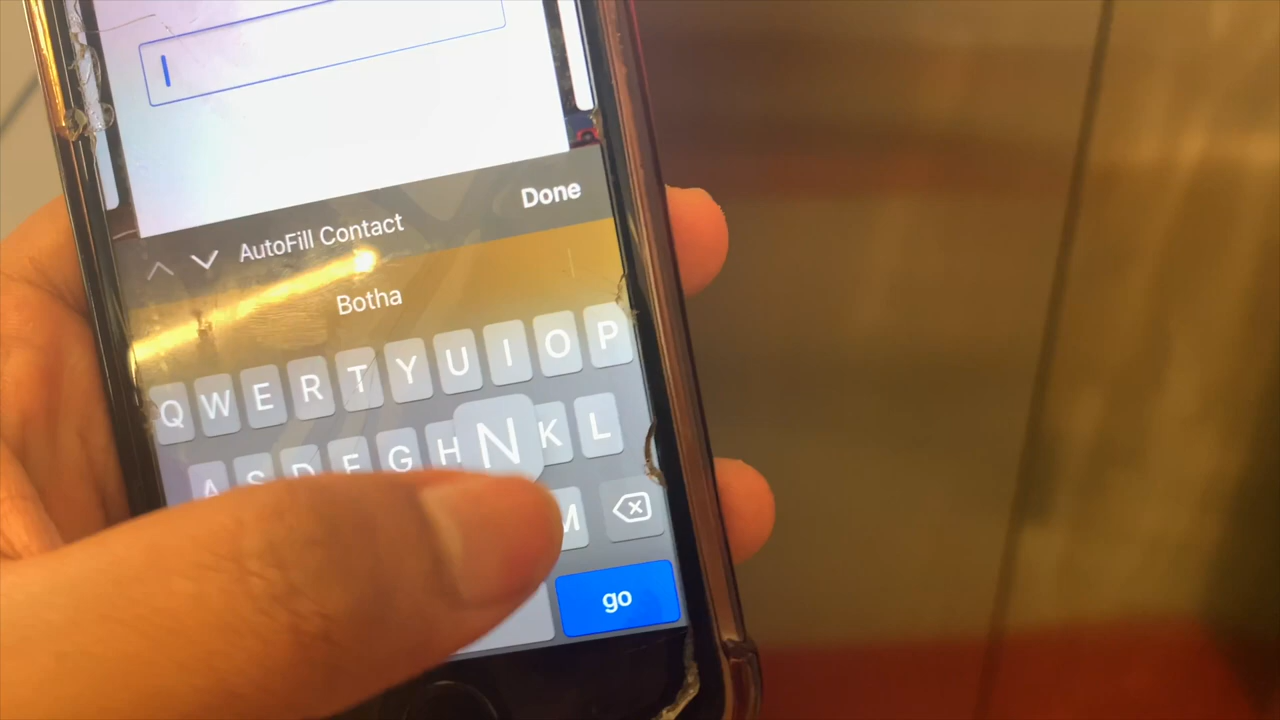 Done
AutoFill Contact
Botha
Q W E R T Y U I O P
A S D F G H N K L
M
go